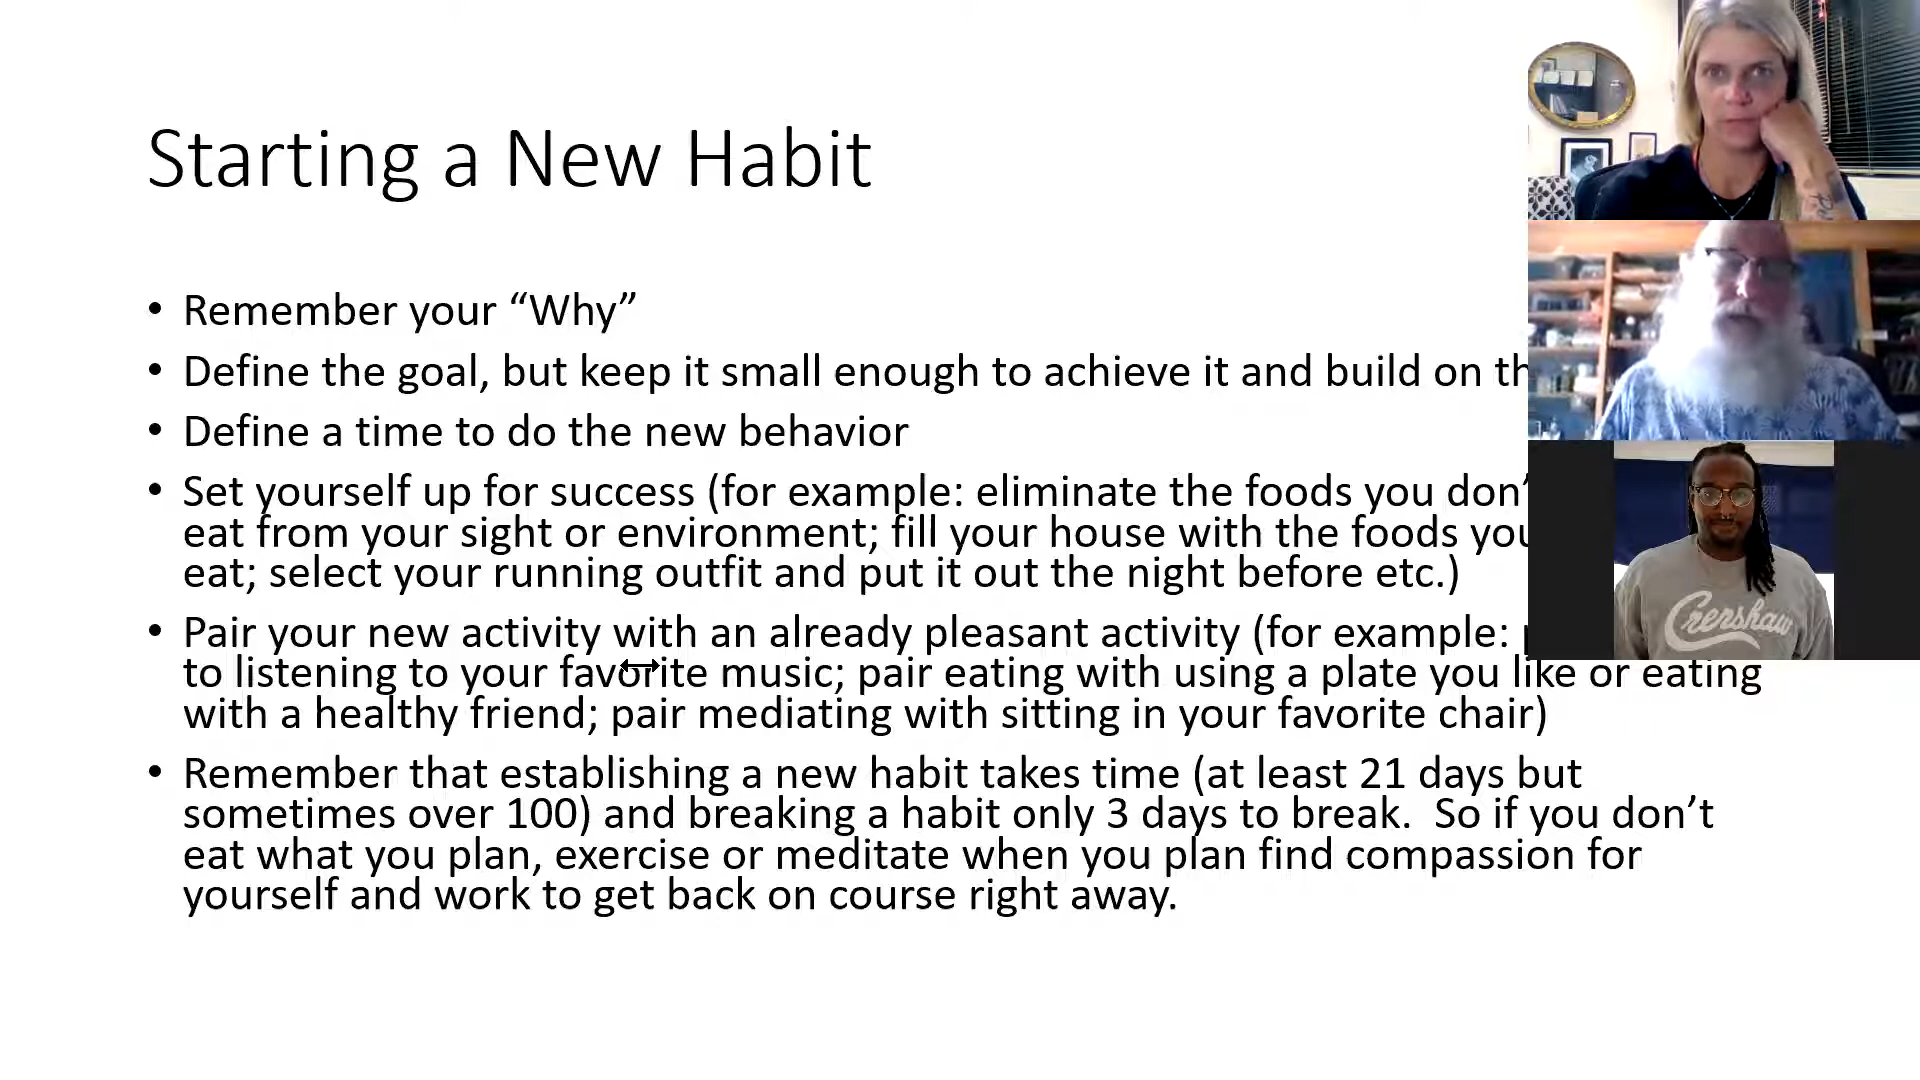 Starting a New Habit
• Remember your “Why”
• Define the goal, but keep it small enough to achieve it and build on
• Define a time to do the new behavior
• Set yourself up for success (for example: eliminate the foods you don’
eat from your sight or environment; fill your house with the foods
eat; select your running outfit and put it out the night before etc.)
• Pair your new activity with an already pleasant activity (for example:
to listening to your favorite music; pair eating with using a plate you like or eating
with a healthy friend; pair mediating with sitting in your favorite chair)
• Remember that establishing a new habit takes time (at least 21 days but
sometimes over 100) and breaking a habit only 3 days to break.  So if you don’t
eat what you plan, exercise or meditate when you plan find compassion for
yourself and work to get back on course right away.
Crenshaw